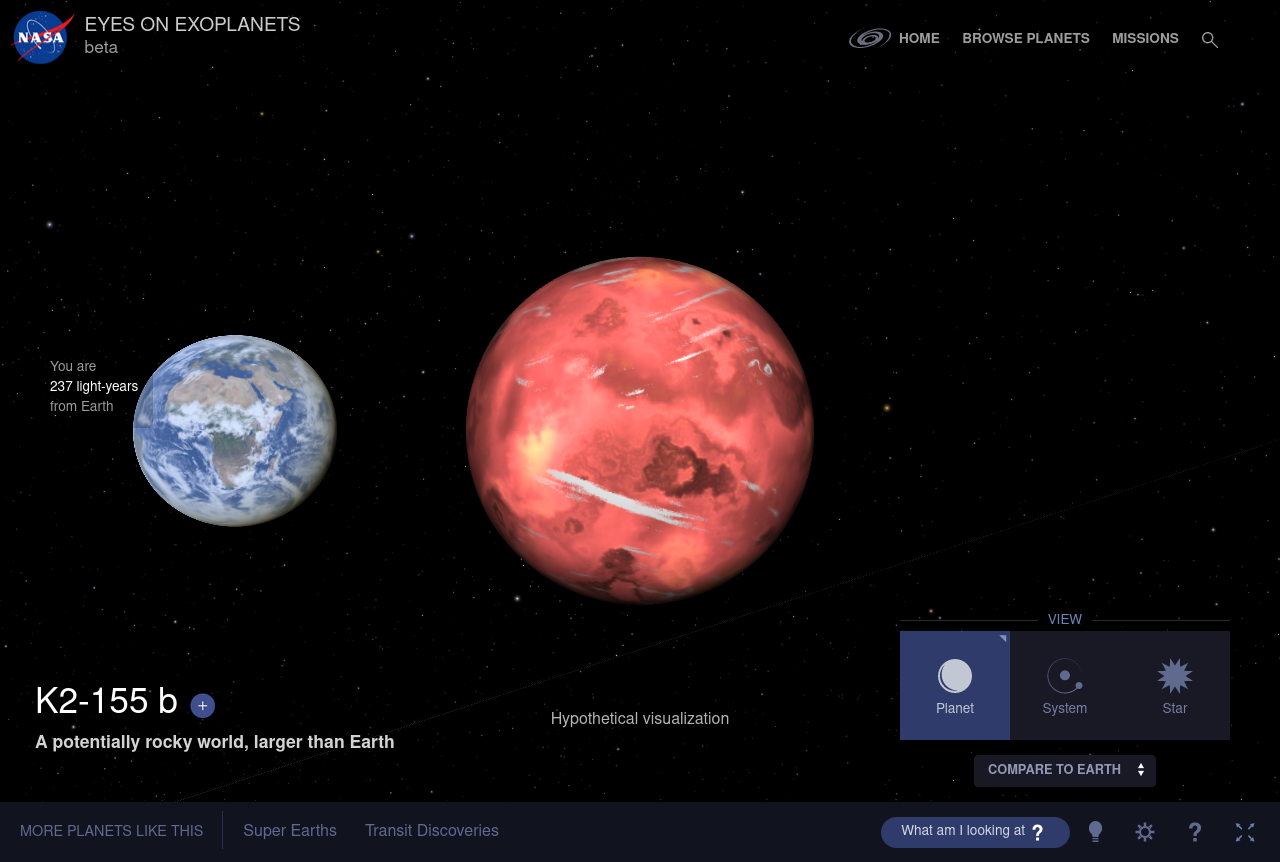 NASA
EYES ON EXOPLANETS
beta
HOME
BROWSE PLANETS
MISSIONS
You are
237 light-years
from Earth
VIEW
Planet
System
Star
K2-155 b +
A potentially rocky world, larger than Earth
Hypothetical visualization
COMPARE TO EARTH
MORE PLANETS LIKE THIS
Super Earths
Transit Discoveries
What am I looking at ?
?